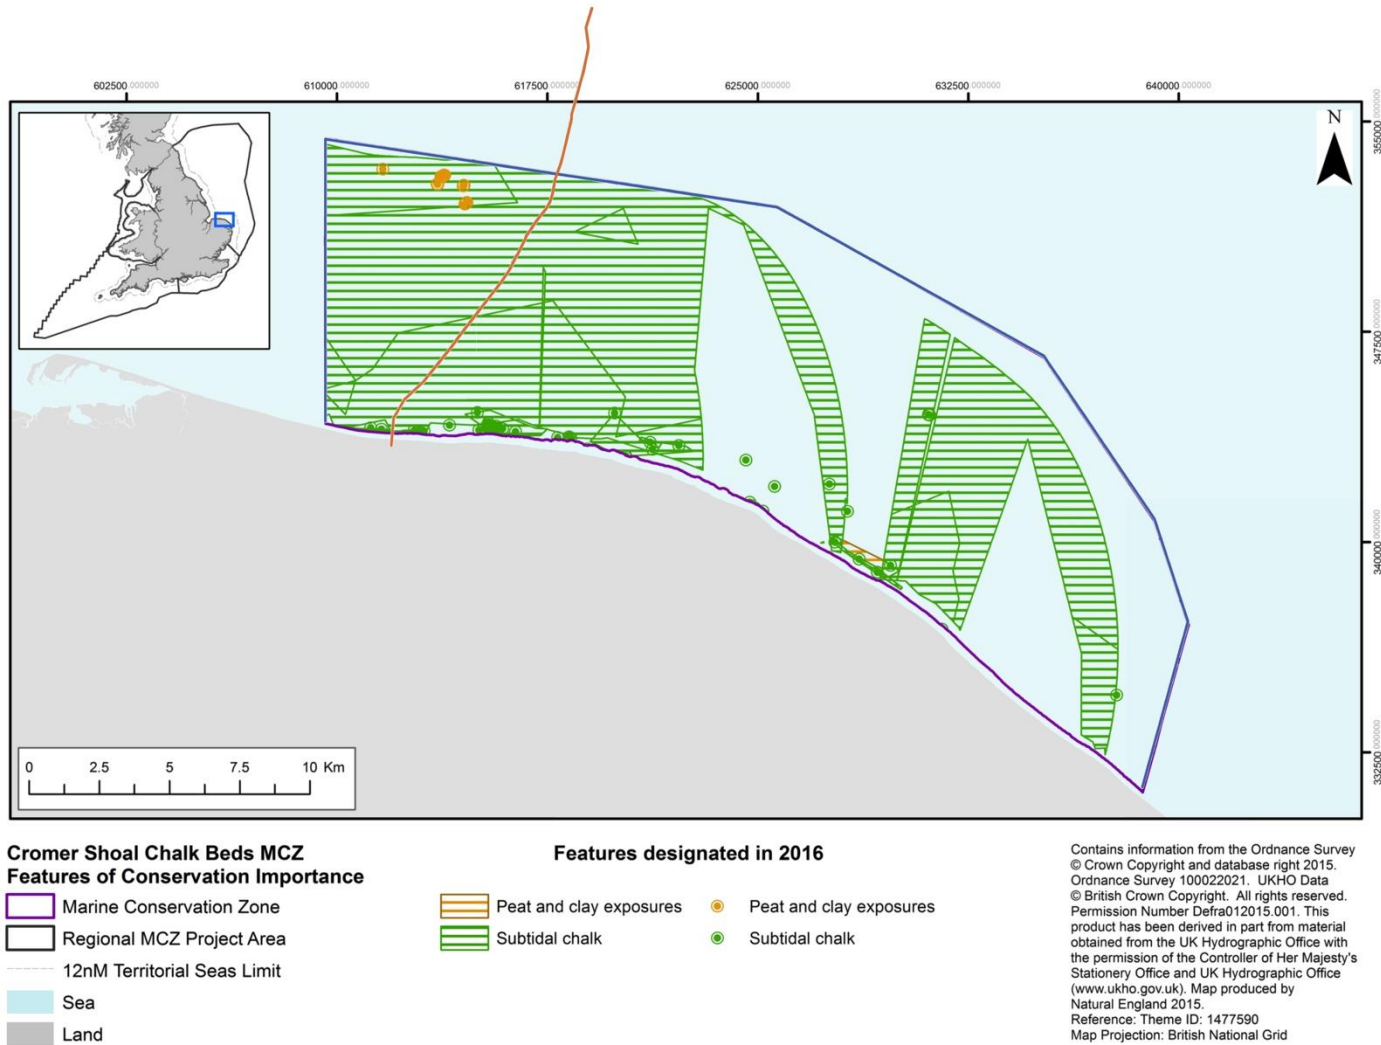 602500.000000 610000.000000 617500.000000 625000.000000 632500.000000 640000.000000
N
355000.000000
347500.000000
340000.000000
332500.000000
0 2.5 5 7.5 10 Km
Cromer Shoal Chalk Beds MCZ
Features of Conservation Importance
Marine Conservation Zone
Regional MCZ Project Area
12nM Territorial Seas Limit
Sea
Land
Features designated in 2016
Peat and clay exposures Peat and clay exposures
Subtidal chalk Subtidal chalk
Contains information from the Ordnance Survey
© Crown Copyright and database right 2015.
Ordnance Survey 100022021. UKHO Data
© British Crown Copyright. All rights reserved.
Permission Number Defra012015.001. This
product has been derived in part from material
obtained from the UK Hydrographic Office with
the permission of the Controller of Her Majesty's
Stationery Office and UK Hydrographic Office
(www.ukho.gov.uk). Map produced by
Natural England 2015.
Reference: Theme ID: 1477590
Map Projection: British National Grid